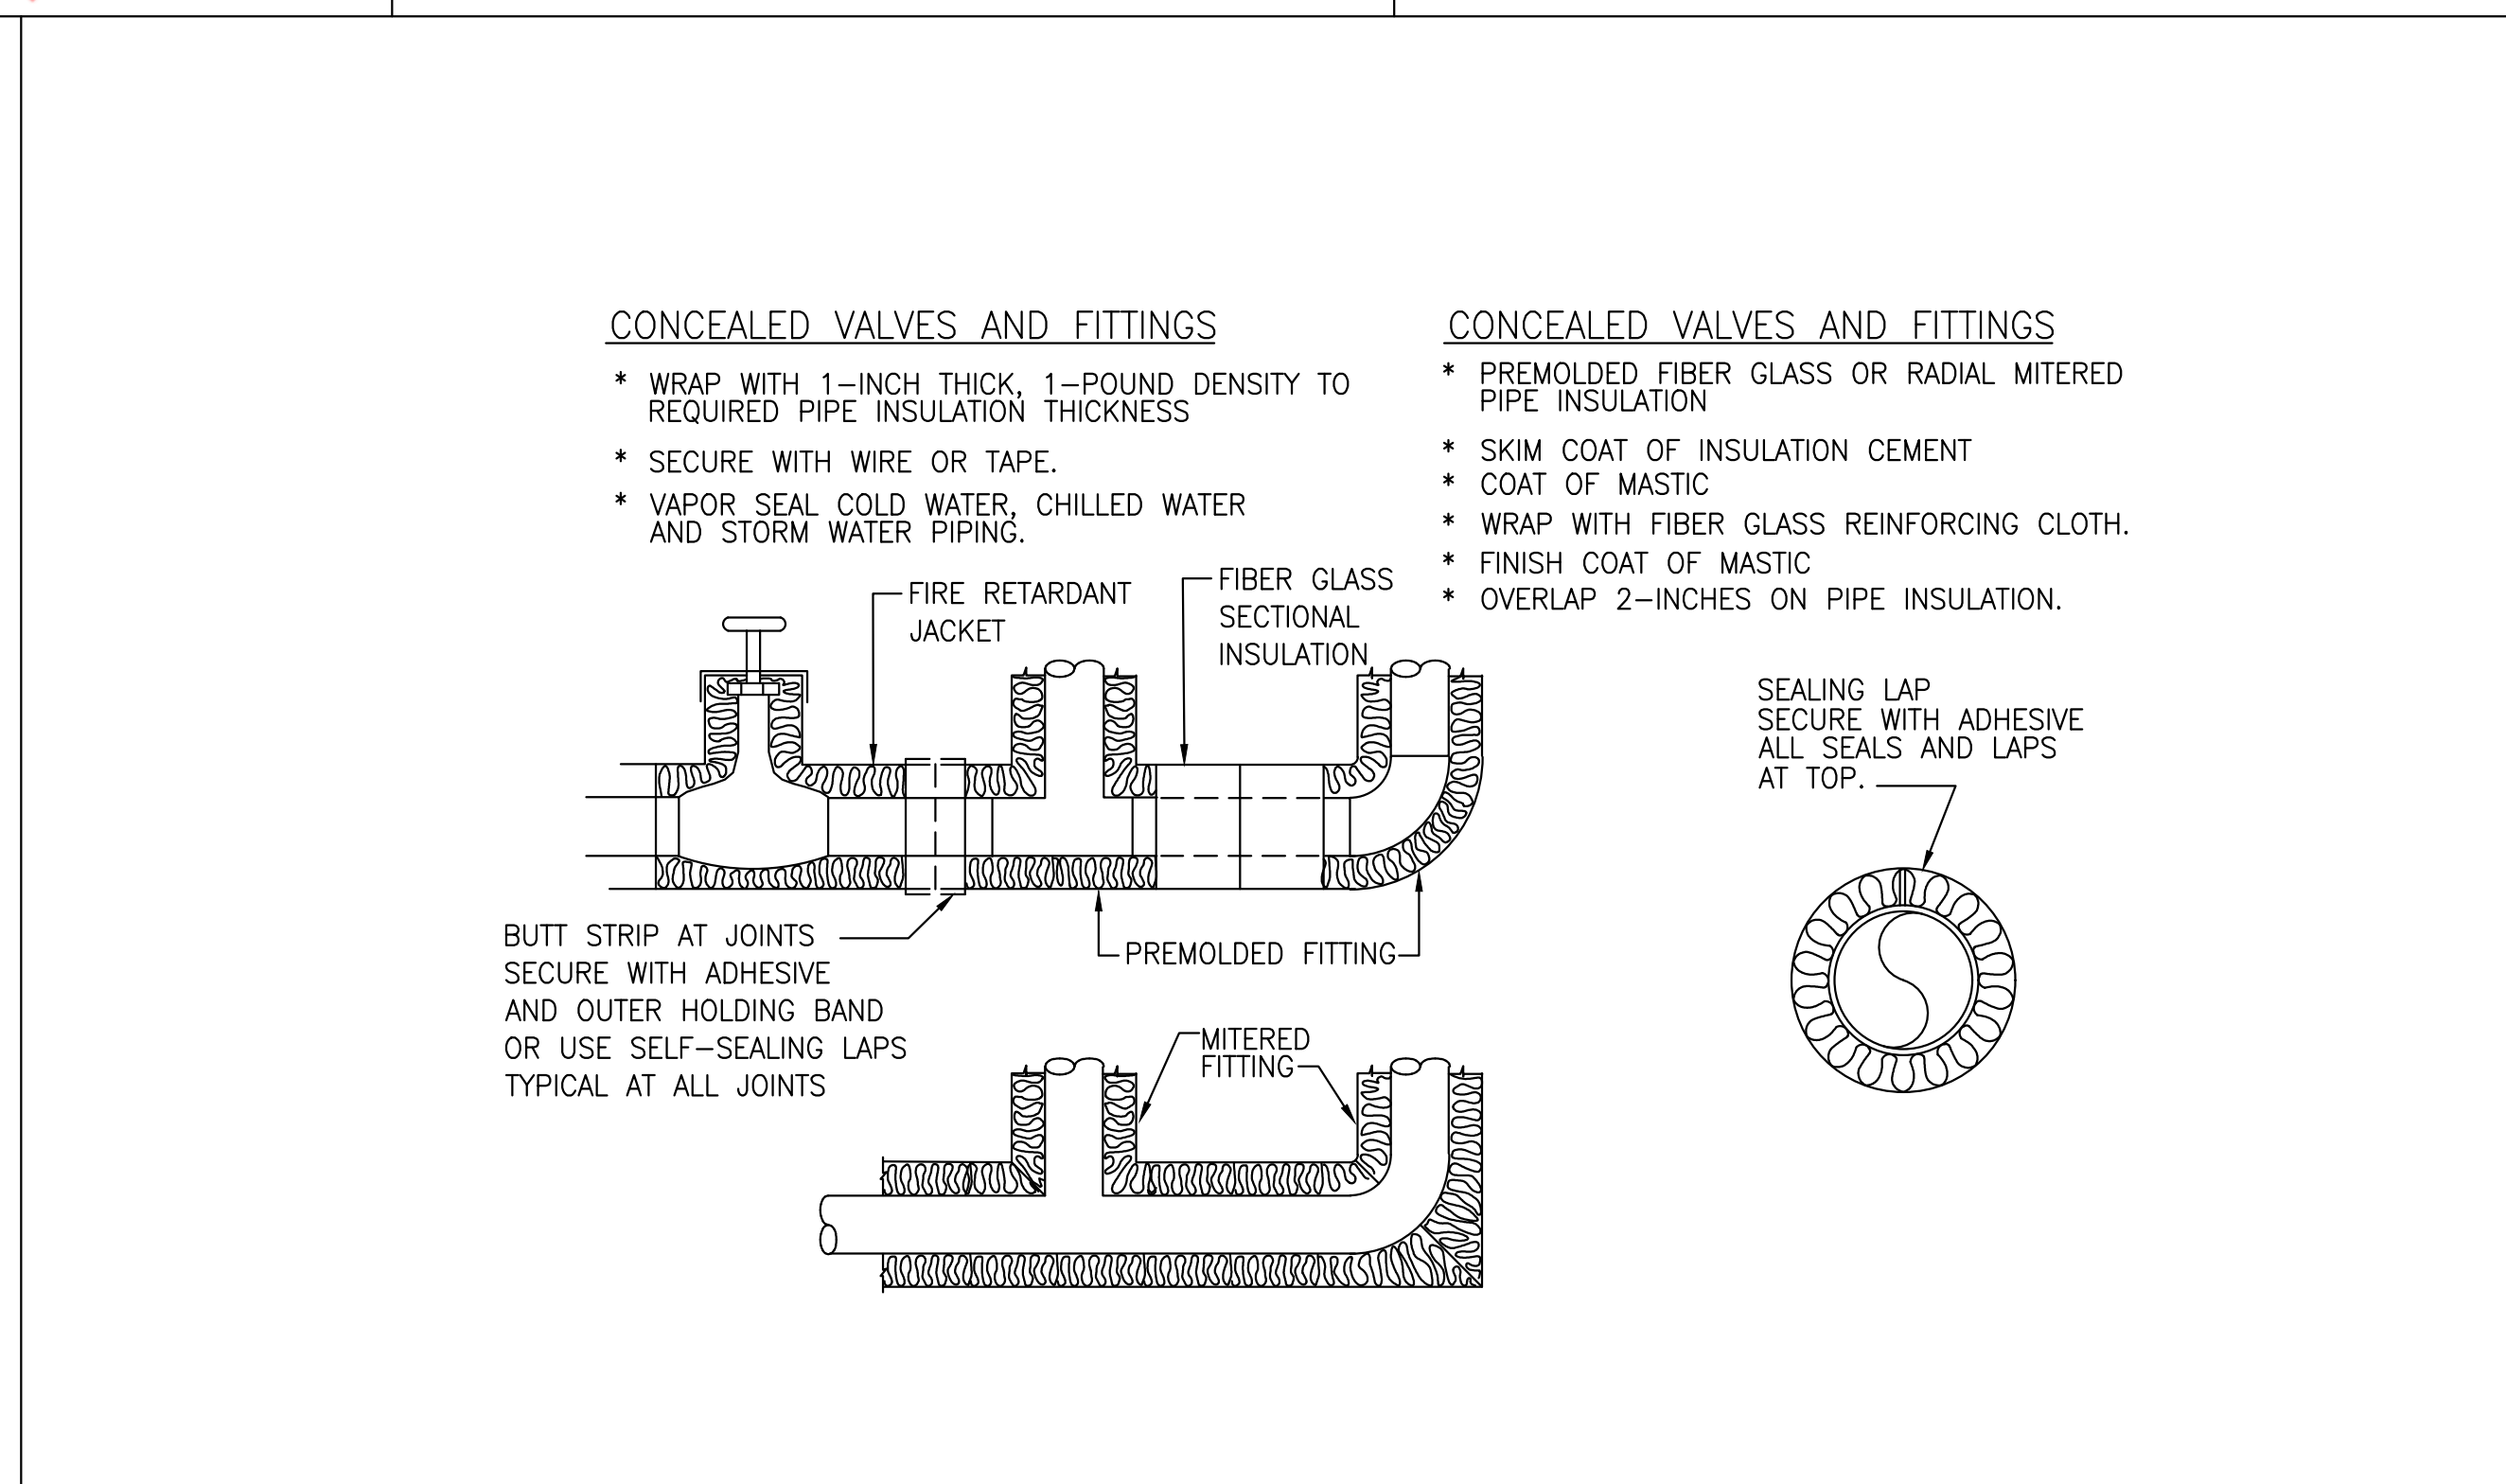 CONCEALED VALVES AND FITTINGS
* WRAP WITH 1-INCH THICK, 1-POUND DENSITY TO
REQUIRED PIPE INSULATION THICKNESS
* SECURE WITH WIRE OR TAPE.
* VAPOR SEAL COLD WATER, CHILLED WATER
AND STORM WATER PIPING.
CONCEALED VALVES AND FITTINGS
* PREMOLDED FIBER GLASS OR RADIAL MITERED
PIPE INSULATION
* SKIM COAT OF INSULATION CEMENT
* COAT OF MASTIC
* WRAP WITH FIBER GLASS REINFORCING CLOTH.
* FINISH COAT OF MASTIC
* OVERLAP 2-INCHES ON PIPE INSULATION.
FIRE RETARDANT
JACKET
FIBER GLASS
SECTIONAL
INSULATION
SEALING LAP
SECURE WITH ADHESIVE
ALL SEALS AND LAPS
AT TOP.
BUTT STRIP AT JOINTS
SECURE WITH ADHESIVE
AND OUTER HOLDING BAND
OR USE SELF-SEALING LAPS
TYPICAL AT ALL JOINTS
PREMOLDED FITTING
MITERED
FITTING